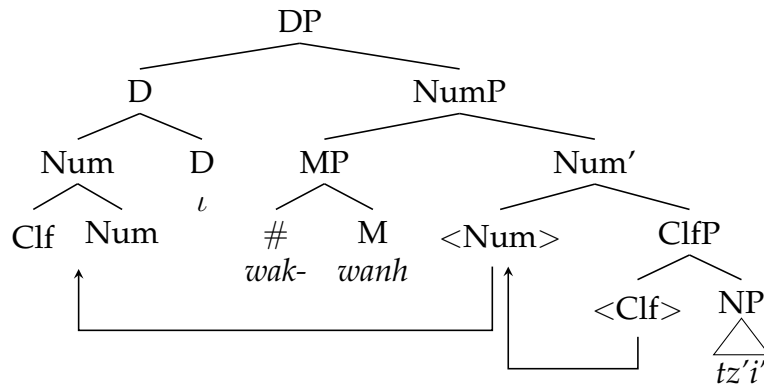 DP
D NumP
Num D MP Num′
ι
Clf Num # M <Num> ClfP
wak- wanh
<Clf> NP
tz'i'